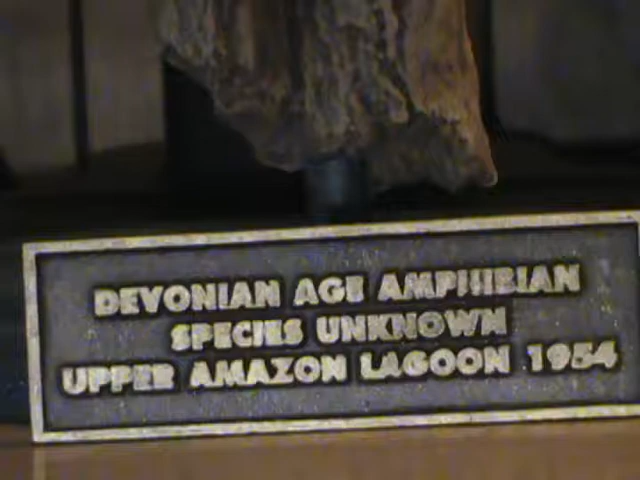 DEVONIAN AGE AMPHIBIAN
SPECIES UNKNOWN
UPPER AMAZON LAGOON 1954